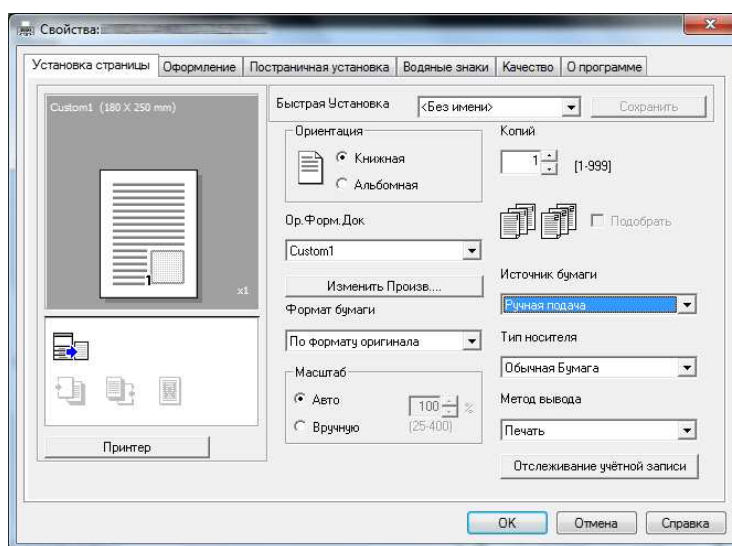 Свойства:
Установка страницы Оформление Постраничная установка Водяные знаки Качество О программе
Custom1 (180 X 250 mm)
1
x1
Принтер
Быстрая Установка <Без имени> Сохранить
Ориентация
Книжная
Альбомная
Ор.Форм.Док
Custom1
Изменить Произв....
Формат бумаги
По формату оригинала
Масштаб
Авто
Вручную
100 %
(25-400)
Копий
1 [1-999]
Подобрать
Источник бумаги
Ручная подача
Тип носителя
Обычная Бумага
Метод вывода
Печать
Отслеживание учётной записи
OK Отмена Справка